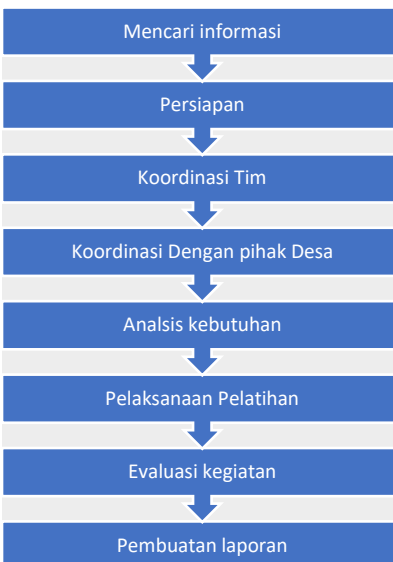 Mencari informasi
Persiapan
Koordinasi Tim
Koordinasi Dengan pihak Desa
Analsis kebutuhan
Pelaksanaan Pelatihan
Evaluasi kegiatan
Pembuatan laporan